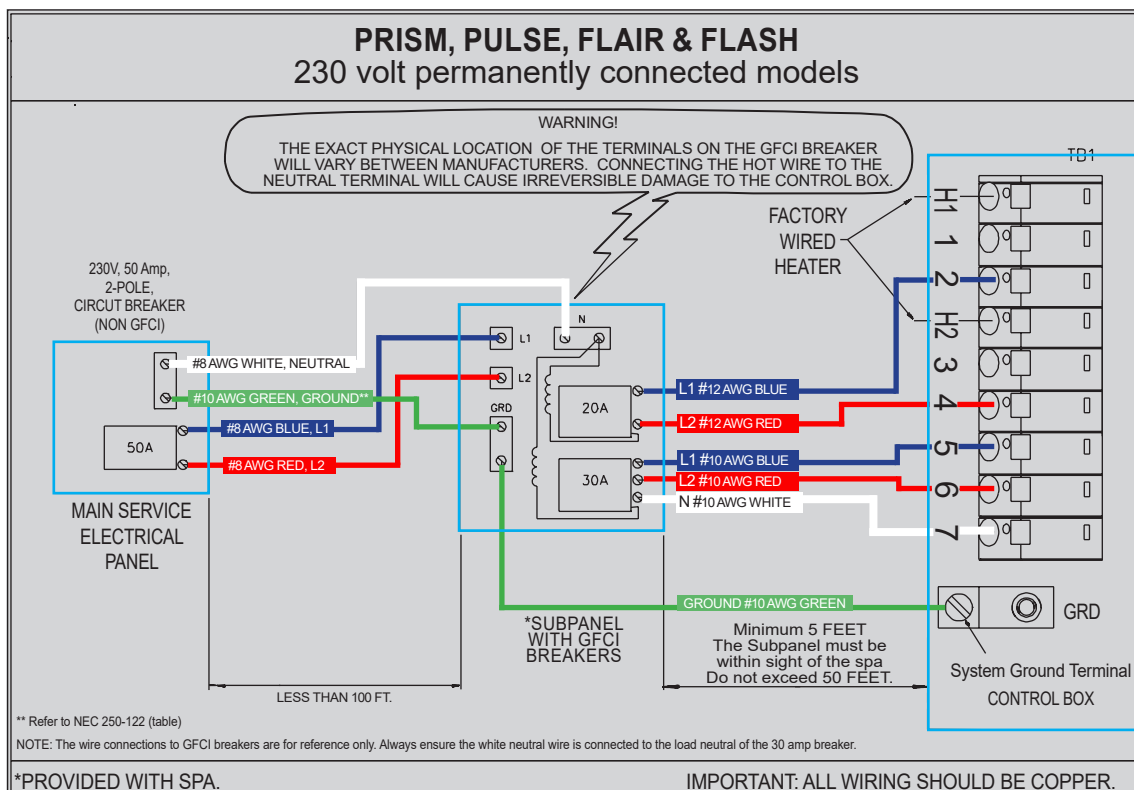 PRISM, PULSE, FLAIR & FLASH
230 volt permanently connected models
WARNING!
THE EXACT PHYSICAL LOCATION OF THE TERMINALS ON THE GFCI BREAKER
WILL VARY BETWEEN MANUFACTURERS. CONNECTING THE HOT WIRE TO THE
NEUTRAL TERMINAL WILL CAUSE IRREVERSIBLE DAMAGE TO THE CONTROL BOX.
TB1
H1
1
2
H2
3
4
5
6
7
FACTORY
WIRED
HEATER
230V, 50 Amp,
2-POLE,
CIRCUT BREAKER
(NON GFCI)
#8 AWG WHITE, NEUTRAL
#10 AWG GREEN, GROUND**
#8 AWG BLUE, L1
#8 AWG RED, L2
50A
MAIN SERVICE
ELECTRICAL
PANEL
N
L1
L2
GRD
20A
30A
L1 #12 AWG BLUE
L2 #12 AWG RED
L1 #10 AWG BLUE
L2 #10 AWG RED
N #10 AWG WHITE
GROUND #10 AWG GREEN
GRD
*SUBPANEL
WITH GFCI
BREAKERS
Minimum 5 FEET
The Subpanel must be
within sight of the spa
Do not exceed 50 FEET.
System Ground Terminal
CONTROL BOX
LESS THAN 100 FT.
** Refer to NEC 250-122 (table)
NOTE: The wire connections to GFCI breakers are for reference only. Always ensure the white neutral wire is connected to the load neutral of the 30 amp breaker.
*PROVIDED WITH SPA.
IMPORTANT: ALL WIRING SHOULD BE COPPER.